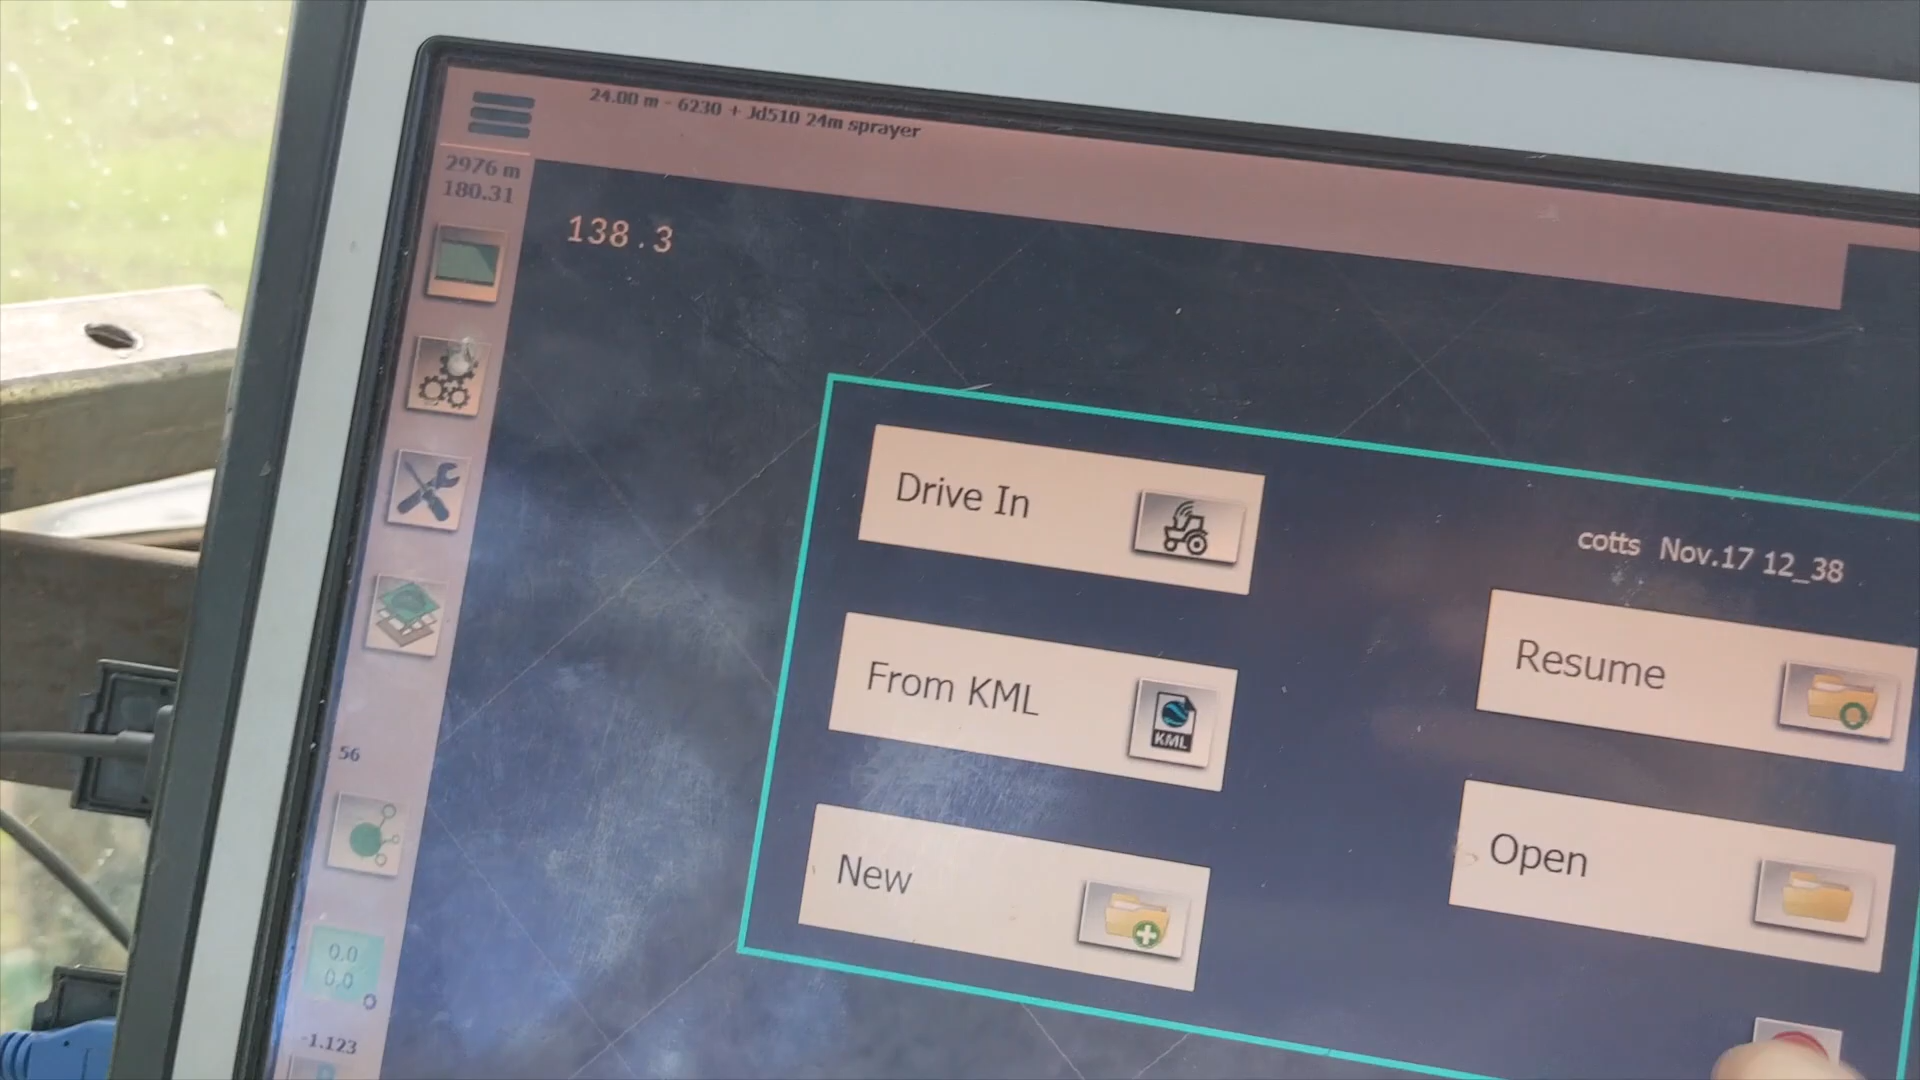 24.00 m - 6230 + Jd510 24m sprayer
2976 m
180.31
138.3
Drive In
cotts Nov.17 12_38
From KML
KML
Resume
New
Open
56
0.0
0.0
-1.123